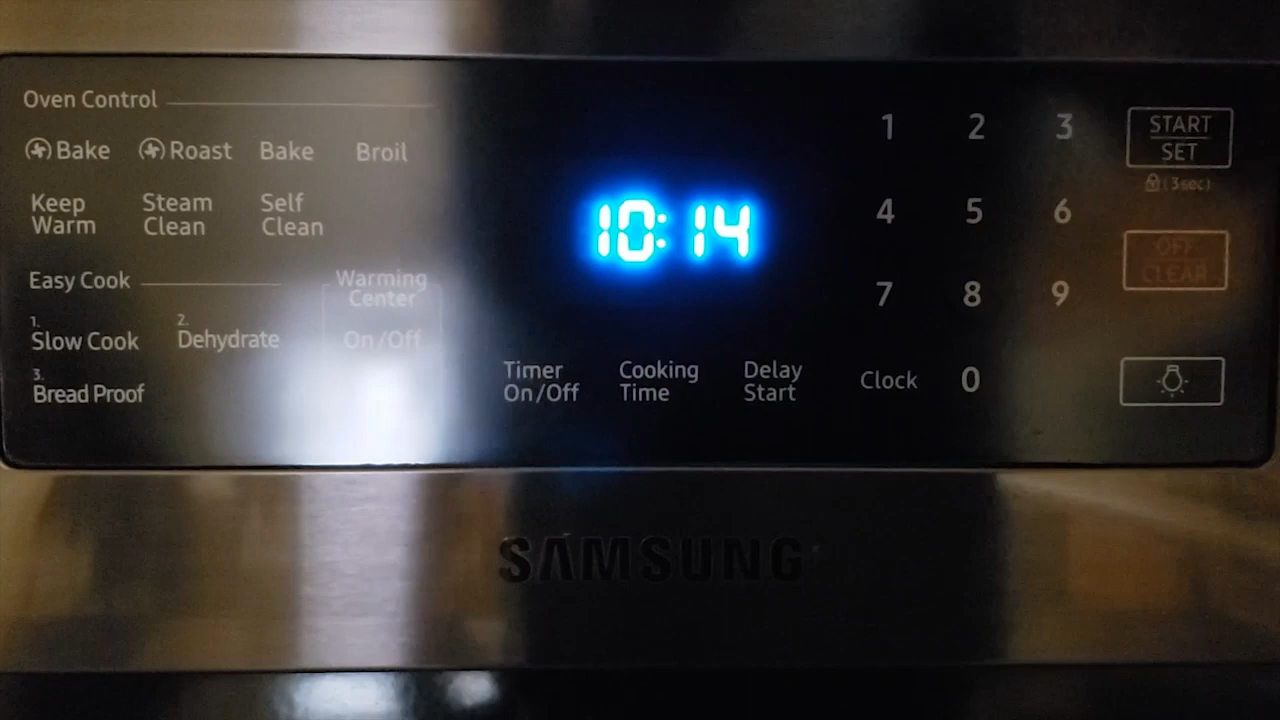 Oven Control
Bake Roast Bake Broil
Keep Warm
Steam Clean
Self Clean
Easy Cook
1. Slow Cook
2. Dehydrate
3. Bread Proof
Warming Center
On/Off
10:14
Timer On/Off
Cooking Time
Delay Start
1 2 3
4 5 6
7 8 9
Clock 0
START
SET
(3sec)
OFF
CLEAR
SAMSUNG